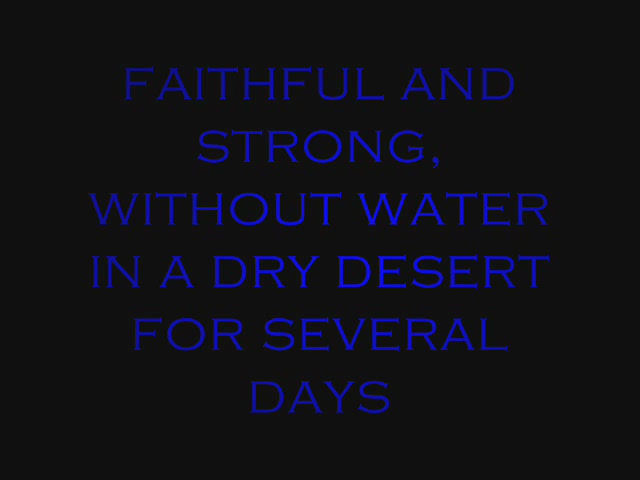 FAITHFUL AND
STRONG,
WITHOUT WATER
IN A DRY DESERT
FOR SEVERAL
DAYS